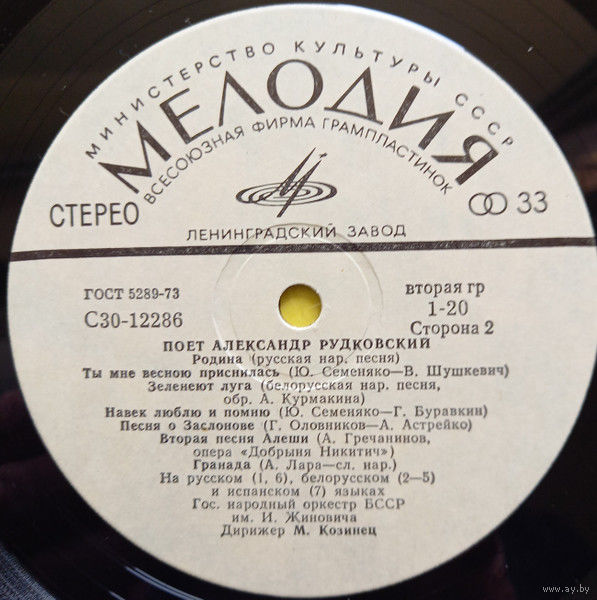 МИНИСТЕРСТВО КУЛЬТУРЫ СССР
МЕЛОДИЯ
ВСЕСОЮЗНАЯ ФИРМА ГРАМПЛАСТИНОК
СТЕРЕО
33
ЛЕНИНГРАДСКИЙ ЗАВОД
ГОСТ 5289-73
С30-12286
вторая гр
1-20
Сторона 2
ПОЕТ АЛЕКСАНДР РУДКОВСКИЙ
Родина (русская нар. песня)
Ты мне весною приснилась (Ю. Семеняко—В. Шушкевич)
Зеленеют луга (белорусская нар. песня,
обр. А. Курмакина)
Навек люблю и помню (Ю. Семеняко—Г. Буравкин)
Песня о Заслонове (Г. Оловников—А. Астрейко)
Вторая песня Алеши (А. Гречанинов,
опера «Добрыня Никитич»)
Гранада (А. Лара—сл. нар.)
На русском (1, 6), белорусском (2—5)
и испанском (7) языках
Гос. народный оркестр БССР
им. И. Жиновича
Дирижер М. Козинец
www.ay.by